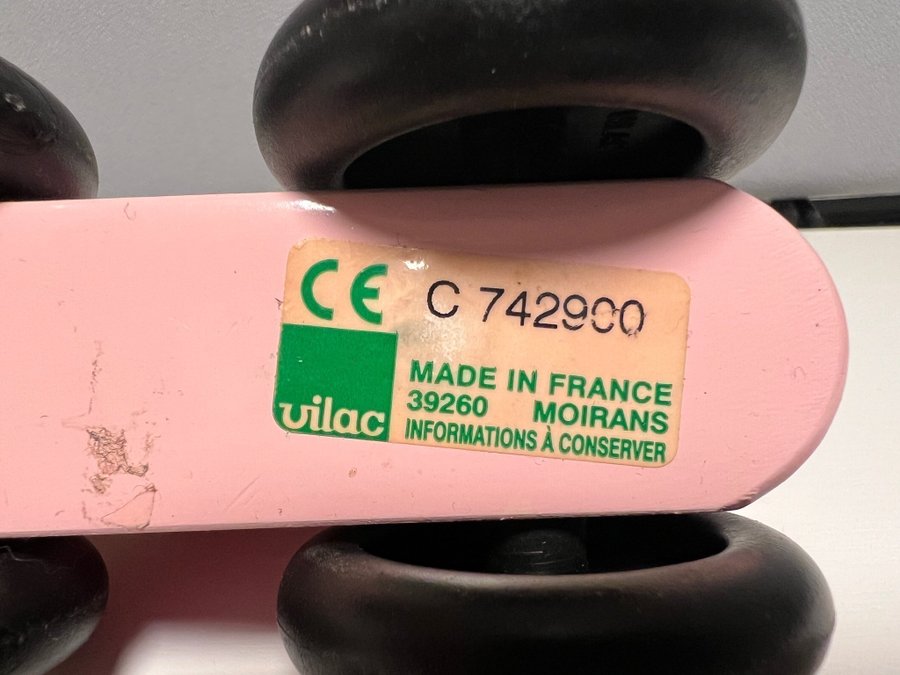 CE C 742900
vilac
MADE IN FRANCE
39260 MOIRANS
INFORMATIONS À CONSERVER